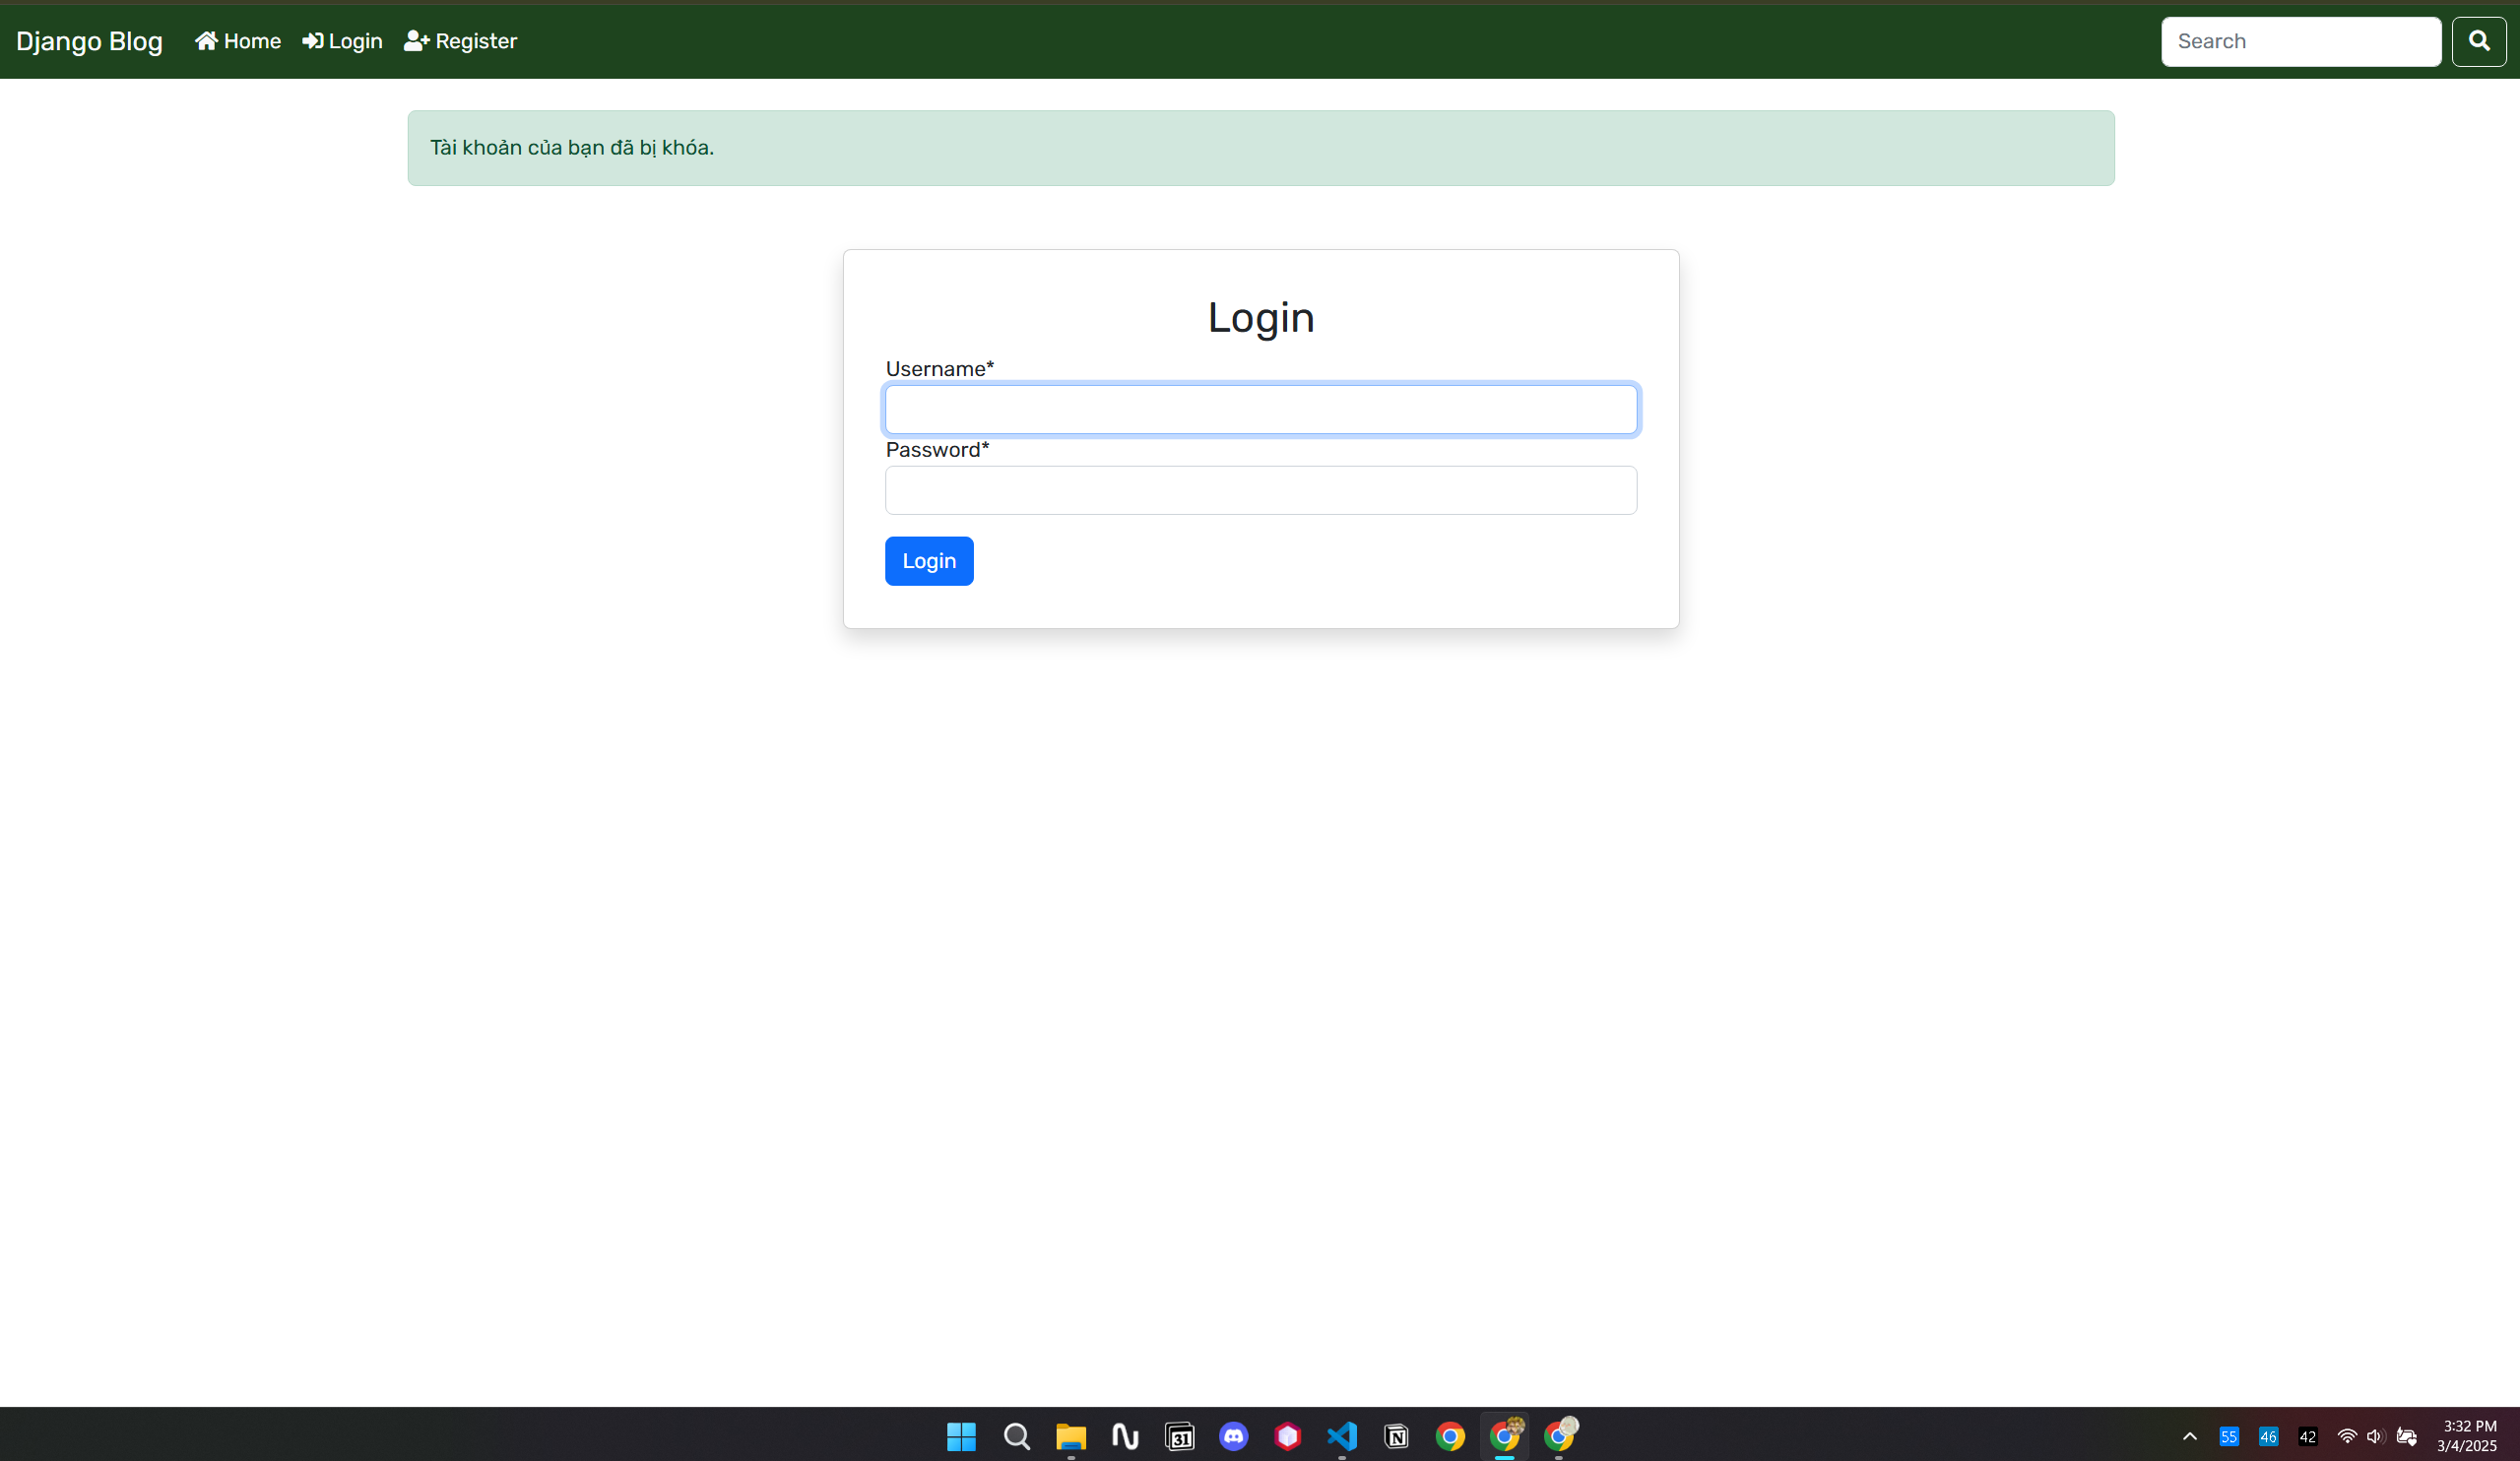 Django Blog Home Login Register Search
Tài khoản của bạn đã bị khóa.
Login
Username*
Password*
Login
31 N 55 46 42 3:32 PM
3/4/2025